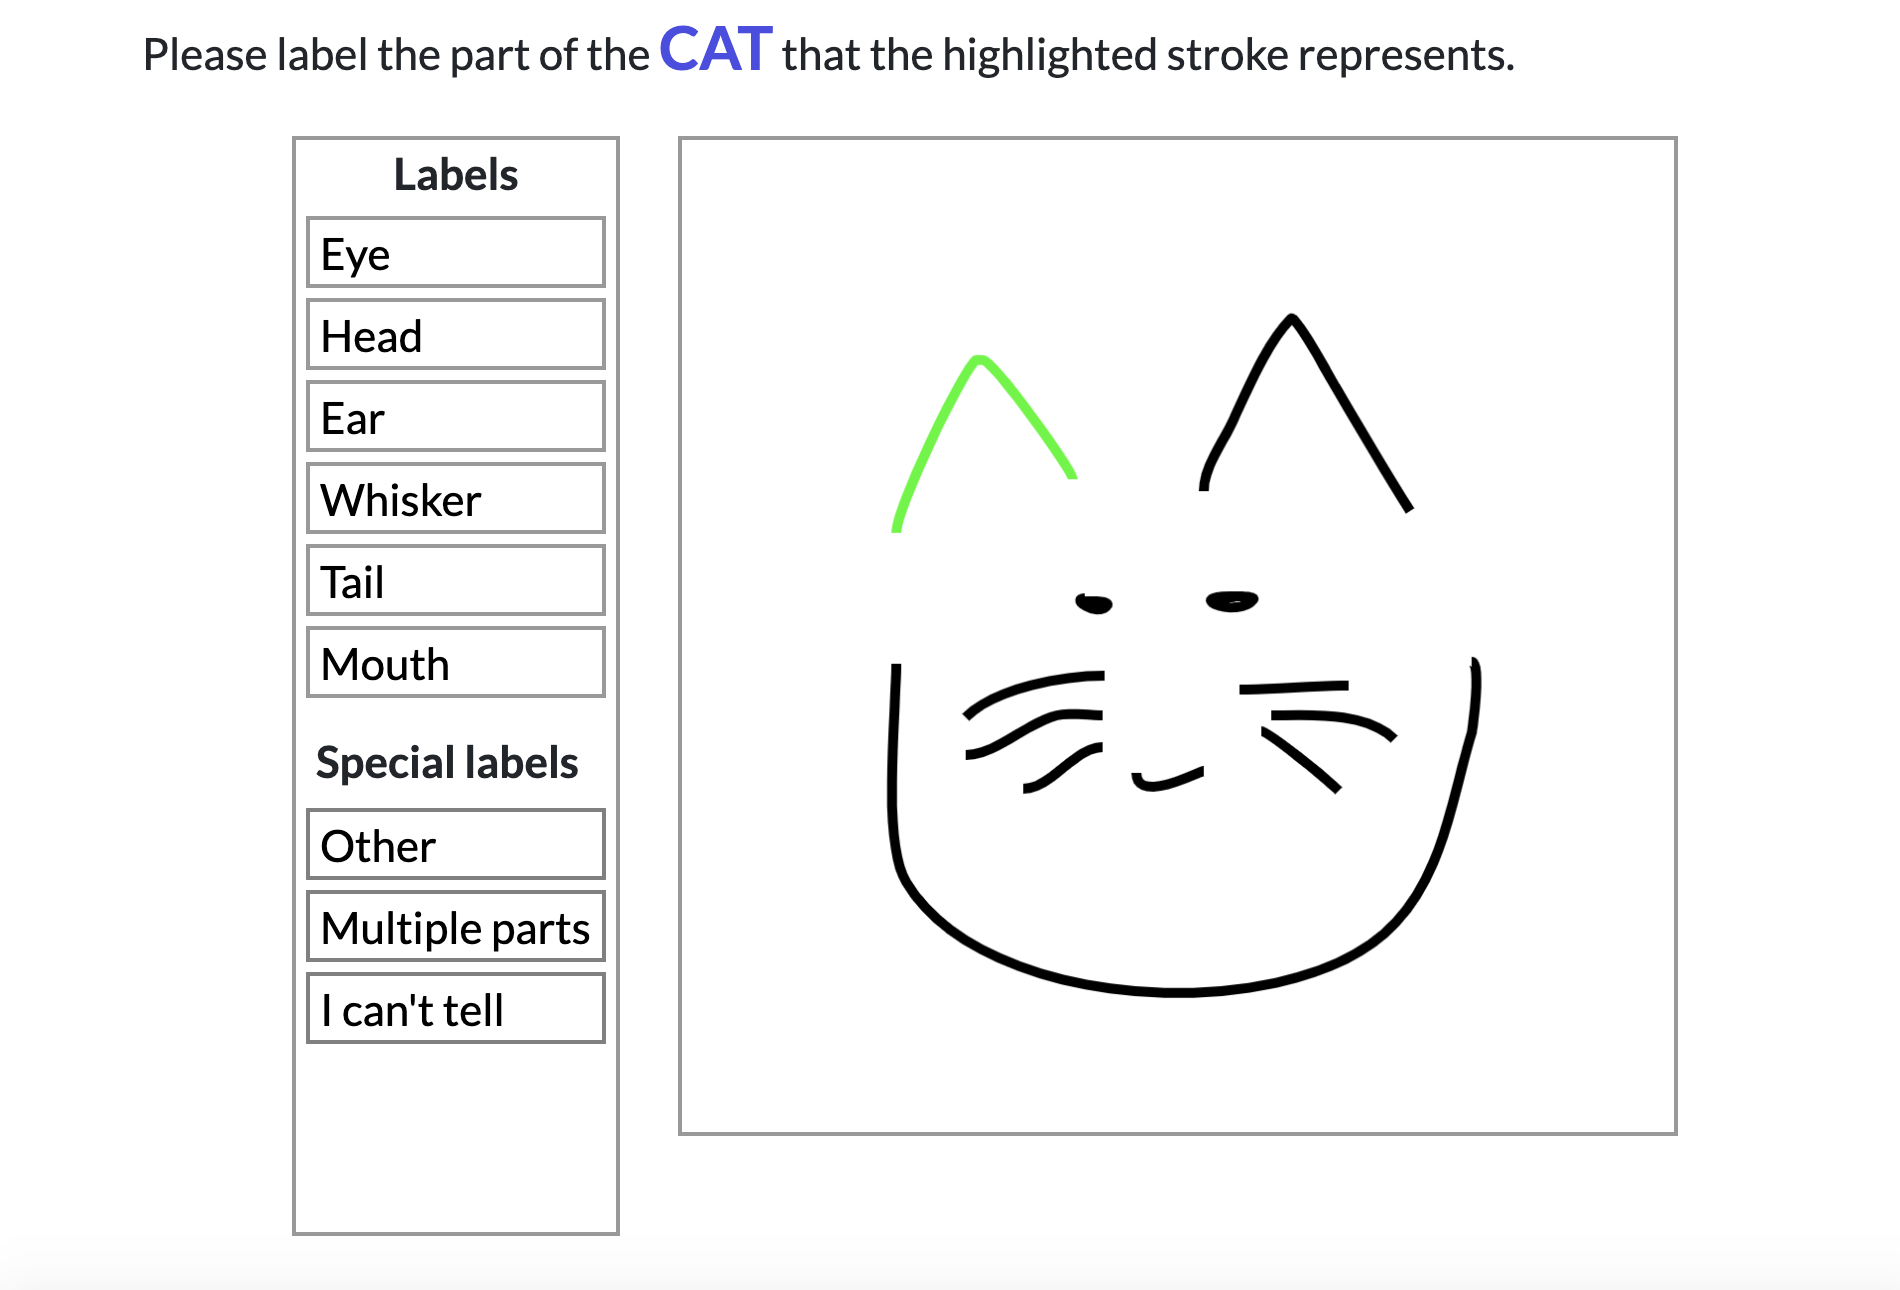 Please label the part of the CAT that the highlighted stroke represents.
Labels
Eye
Head
Ear
Whisker
Tail
Mouth
Special labels
Other
Multiple parts
I can't tell